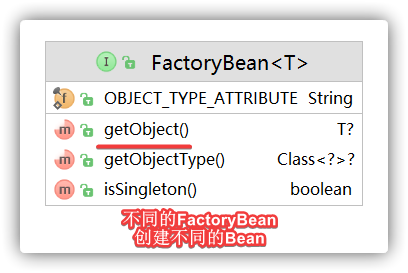 FactoryBean<T>
OBJECT_TYPE_ATTRIBUTE String
getObject() T?
getObjectType() Class<?>?
isSingleton() boolean
不同的FactoryBean
创建不同的Bean